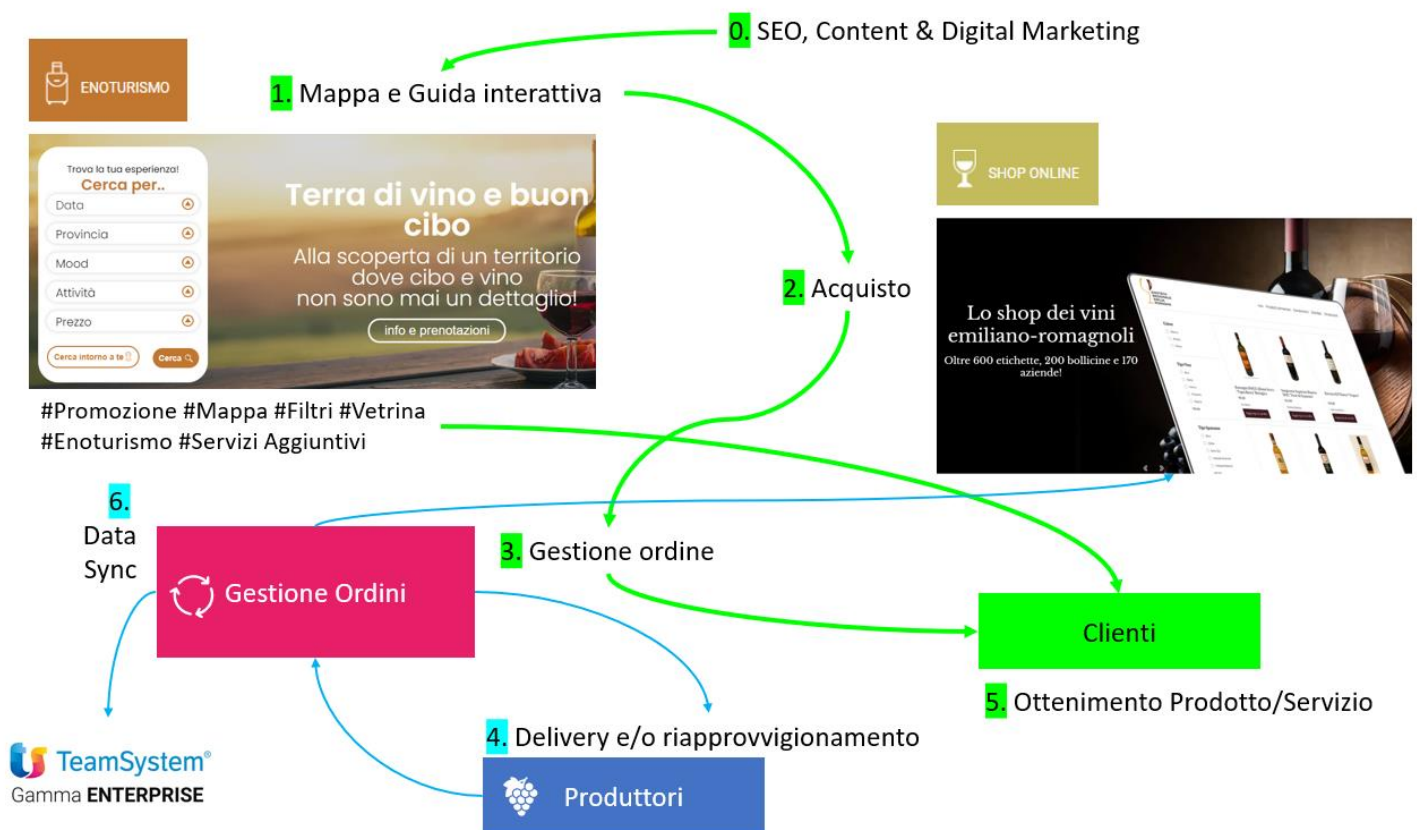 0. SEO, Content & Digital Marketing
ENOTURISMO
1. Mappa e Guida interattiva
Trova la tua esperienza!
Cerca per..
Data
Provincia
Mood
Attività
Prezzo
Cerca intorno a te
Cerca
Terra di vino e buon
cibo
Alla scoperta di un territorio
dove cibo e vino
non sono mai un dettaglio!
info e prenotazioni
SHOP ONLINE
2. Acquisto
Lo shop dei vini
emiliano-romagnoli
Oltre 600 etichette, 200 bollicine e 170
aziende!
#Promozione #Mappa #Filtri #Vetrina
#Enoturismo #Servizi Aggiuntivi
6.
Data
Sync
Gestione Ordini
3. Gestione ordine
Clienti
5. Ottenimento Prodotto/Servizio
4. Delivery e/o riapprovvigionamento
Produttori
TeamSystem®
Gamma ENTERPRISE